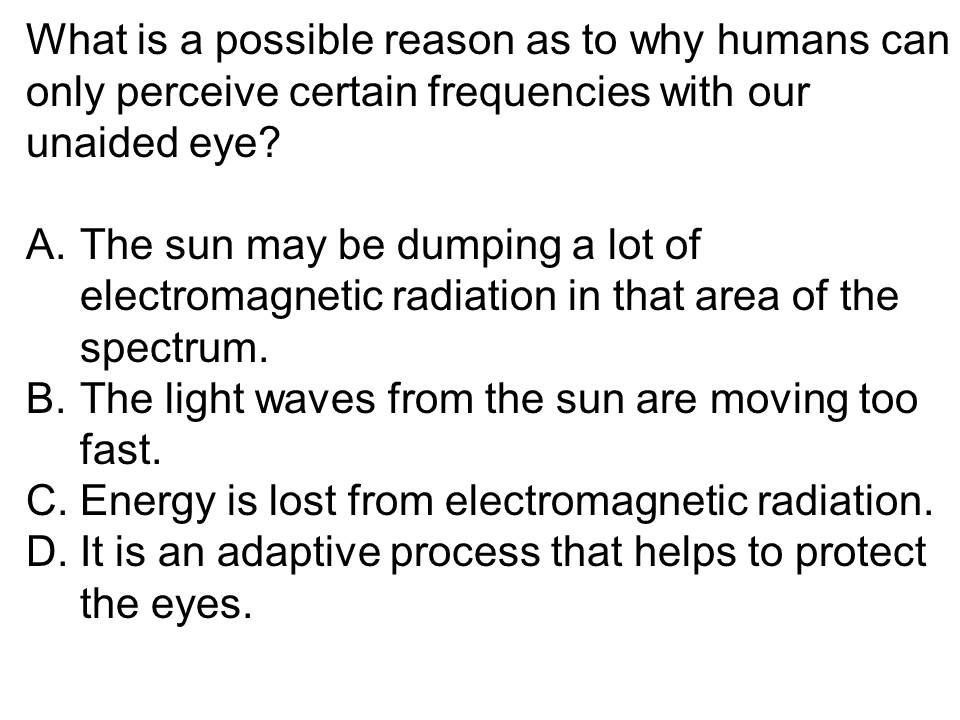 What is a possible reason as to why humans can
only perceive certain frequencies with our
unaided eye?
A. The sun may be dumping a lot of
electromagnetic radiation in that area of the
spectrum.
B. The light waves from the sun are moving too
fast.
C. Energy is lost from electromagnetic radiation.
D. It is an adaptive process that helps to protect
the eyes.